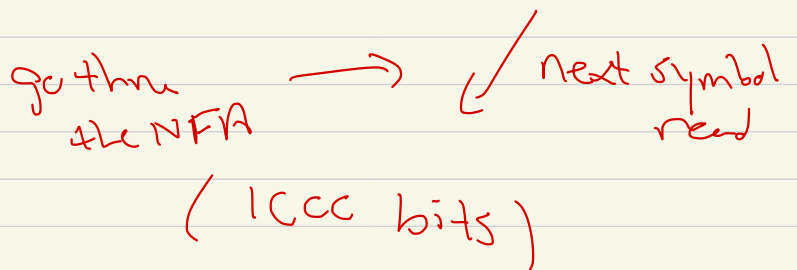 go thru
the NFA
next symbol
read
( 1000 bits )